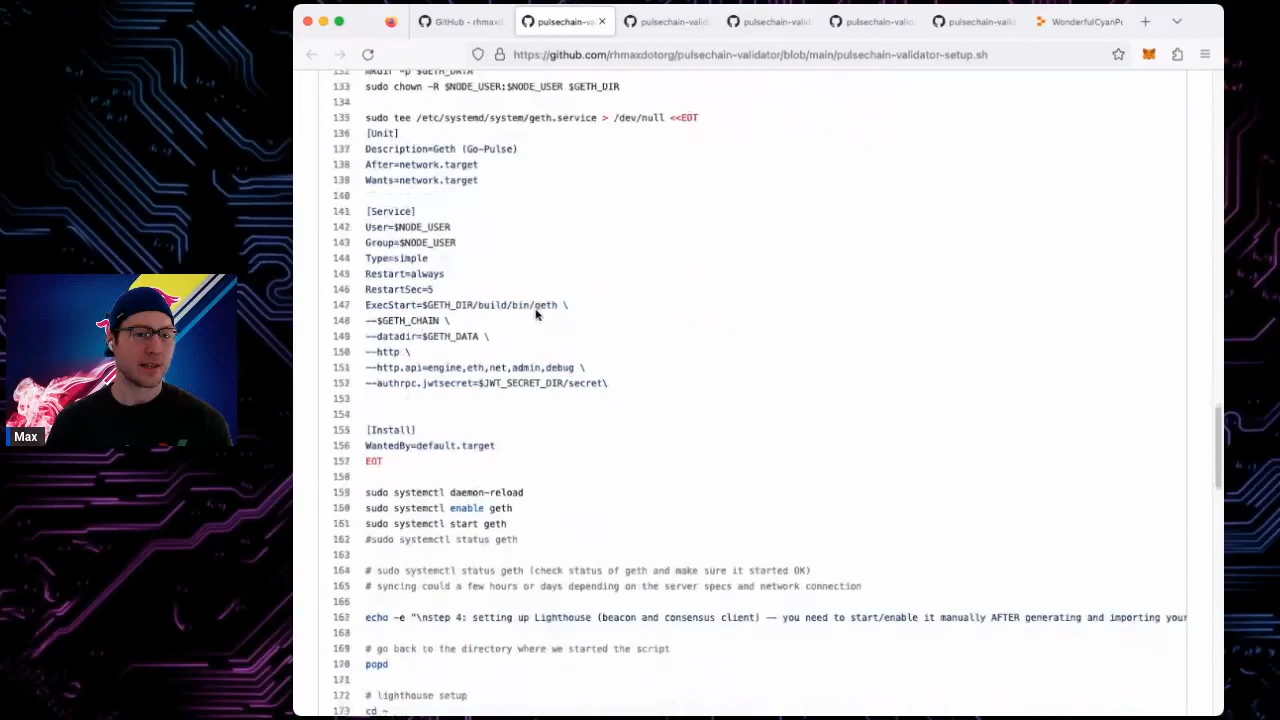 GitHub - rhmaxd
pulsechain-va
pulsechain-valid
pulsechain-valid
pulsechain-valid
pulsechain-valid
WonderfulCyanPo
https://github.com/rhmaxdotorg/pulsechain-validator/blob/main/pulsechain-validator-setup.sh
132 mkdir -p $GETH_DATA
133 sudo chown -R $NODE_USER:$NODE_USER $GETH_DIR
134
135 sudo tee /etc/systemd/system/geth.service > /dev/null <<EOT
136 [Unit]
137 Description=Geth (Go-Pulse)
138 After=network.target
139 Wants=network.target
140
141 [Service]
142 User=$NODE_USER
143 Group=$NODE_USER
144 Type=simple
145 Restart=always
146 RestartSec=5
147 ExecStart=$GETH_DIR/build/bin/geth \
148 --$GETH_CHAIN \
149 --datadir=$GETH_DATA \
150 --http \
151 --http.api=engine,eth,net,admin,debug \
152 --authrpc.jwtsecret=$JWT_SECRET_DIR/secret\
153
154
155 [Install]
156 WantedBy=default.target
157 EOT
158
159 sudo systemctl daemon-reload
160 sudo systemctl enable geth
161 sudo systemctl start geth
162 #sudo systemctl status geth
163
164 # sudo systemctl status geth (check status of geth and make sure it started OK)
165 # syncing could a few hours or days depending on the server specs and network connection
166
167 echo -e "\nstep 4: setting up Lighthouse (beacon and consensus client) -- you need to start/enable it manually AFTER generating and importing your
168
169 # go back to the directory where we started the script
170 popd
171
172 # lighthouse setup
173 cd ~
Max